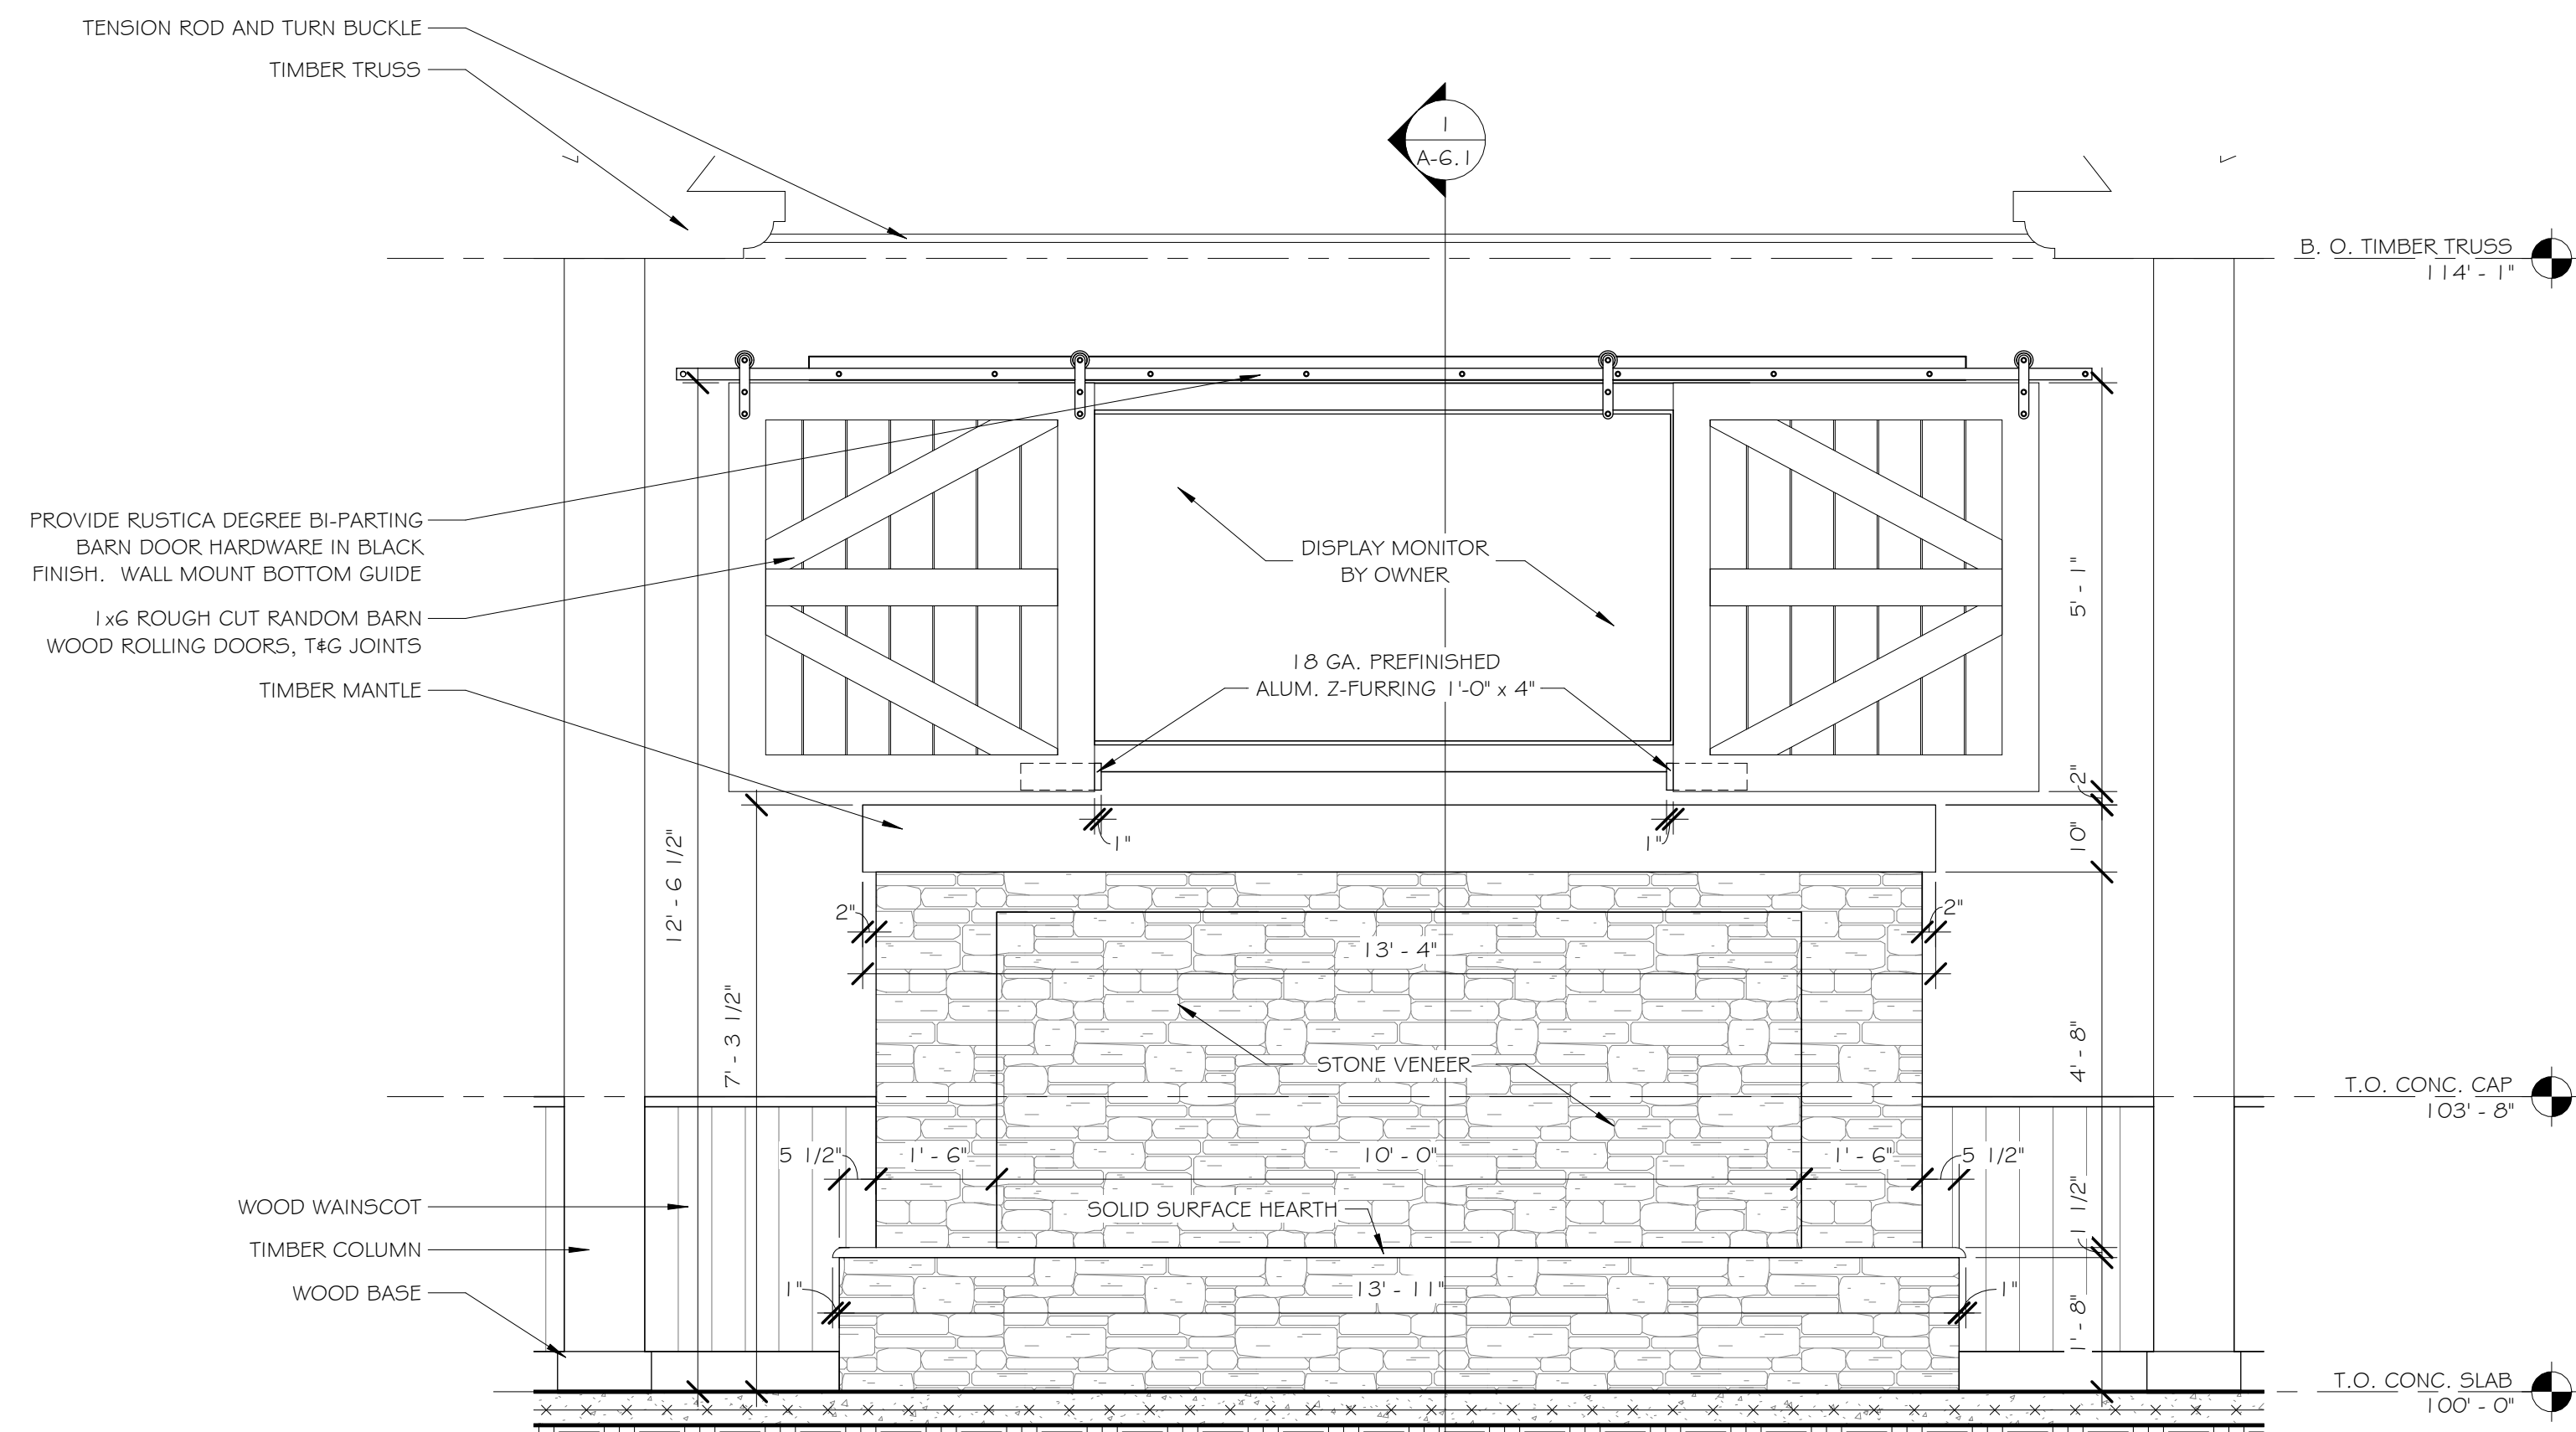 TENSION ROD AND TURN BUCKLE
TIMBER TRUSS
1
A-6.1
B. O. TIMBER TRUSS
114' - 1"
PROVIDE RUSTICA DEGREE BI-PARTING
BARN DOOR HARDWARE IN BLACK
FINISH.  WALL MOUNT BOTTOM GUIDE
1x6 ROUGH CUT RANDOM BARN
WOOD ROLLING DOORS, T&G JOINTS
TIMBER MANTLE
DISPLAY MONITOR
BY OWNER
18 GA. PREFINISHED
ALUM. Z-FURRING 1'-0" x 4"
5' - 1"
2"
10"
1"
1"
12' - 6 1/2"
7' - 3 1/2"
2"
2"
13' - 4"
STONE VENEER
4' - 8"
T.O. CONC. CAP
103' - 8"
5 1/2"
1' - 6"
10' - 0"
1' - 6"
5 1/2"
WOOD WAINSCOT
SOLID SURFACE HEARTH
1 1/2"
TIMBER COLUMN
WOOD BASE
1"
13' - 11"
1"
1' - 8"
T.O. CONC. SLAB
100' - 0"